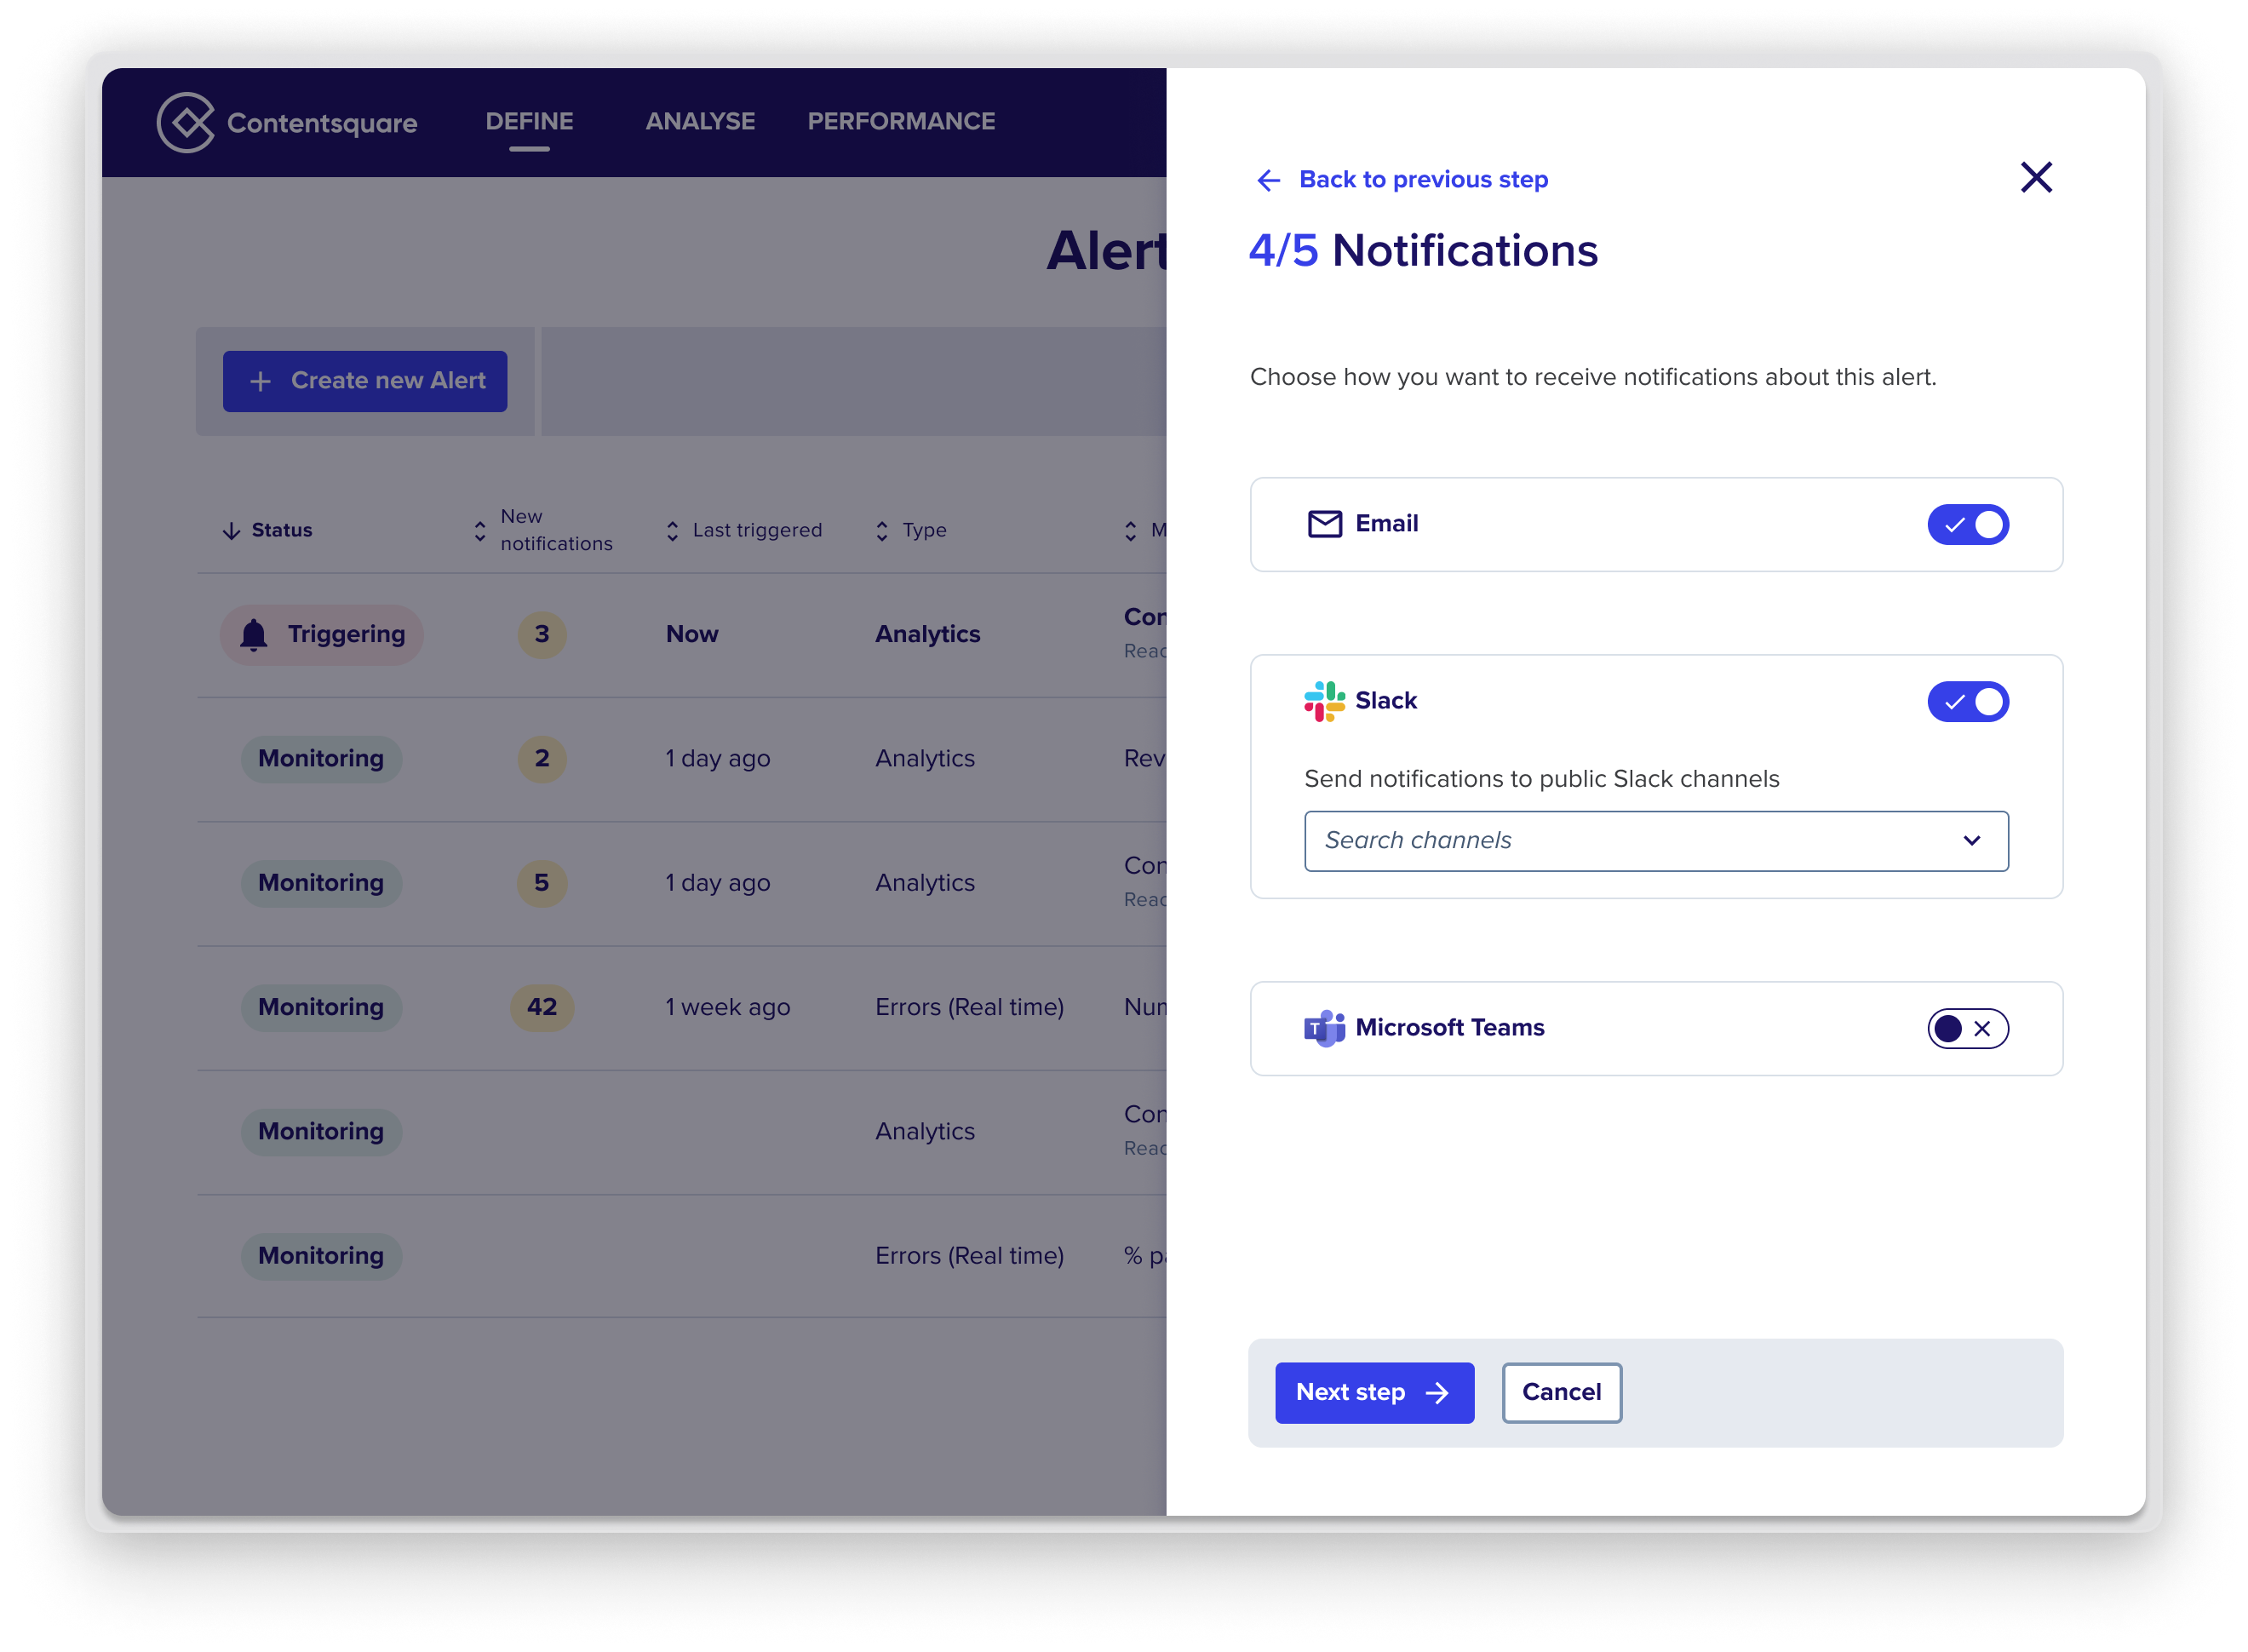 Contentsquare
DEFINE
ANALYSE
PERFORMANCE
Alert
Create new Alert
Status
New
notifications
Last triggered
Type
M
Triggering
3
Now
Analytics
Con
Reac
Monitoring
2
1 day ago
Analytics
Rev
Monitoring
5
1 day ago
Analytics
Con
Reac
Monitoring
42
1 week ago
Errors (Real time)
Num
Monitoring
Analytics
Con
Reac
Monitoring
Errors (Real time)
% pa
Back to previous step
4/5 Notifications
Choose how you want to receive notifications about this alert.
Email
Slack
Send notifications to public Slack channels
Search channels
T
Microsoft Teams
Next step
Cancel